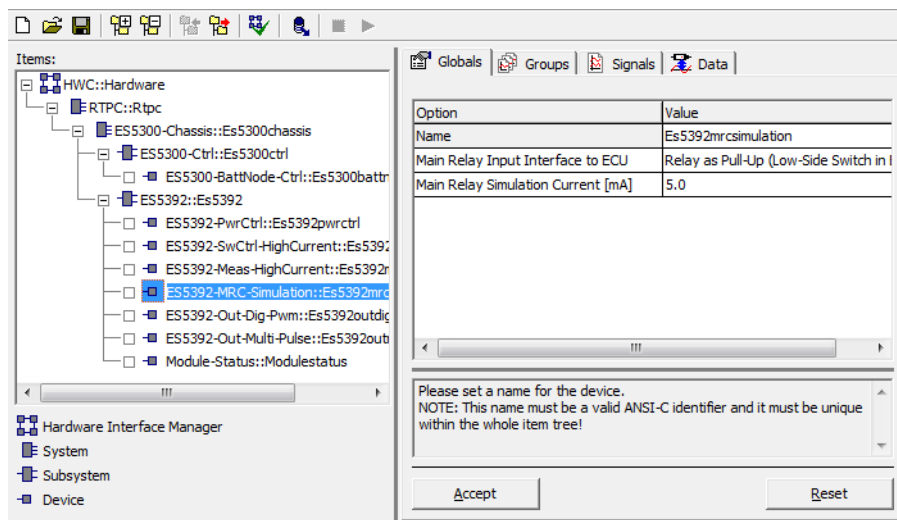 Items:
HWC::Hardware
RTPC::Rtpc
ES5300-Chassis::Es5300chassis
ES5300-Ctrl::Es5300ctrl
ES5300-BattNode-Ctrl::Es5300battn
ES5392::Es5392
ES5392-PwrCtrl::Es5392pwrctrl
ES5392-SwCtrl-HighCurrent::Es5392
ES5392-Meas-HighCurrent::Es5392m
ES5392-MRC-Simulation::Es5392mrc
ES5392-Out-Dig-Pwm::Es5392outdig
ES5392-Out-Multi-Pulse::Es5392out
Module-Status::Modulestatus
Hardware Interface Manager
System
Subsystem
Device
Globals Groups Signals Data
Option Value
Name Es5392mrcsimulation
Main Relay Input Interface to ECU Relay as Pull-Up (Low-Side Switch in
Main Relay Simulation Current [mA] 5.0
Please set a name for the device.
NOTE: This name must be a valid ANSI-C identifier and it must be unique
within the whole item tree!
Accept Reset